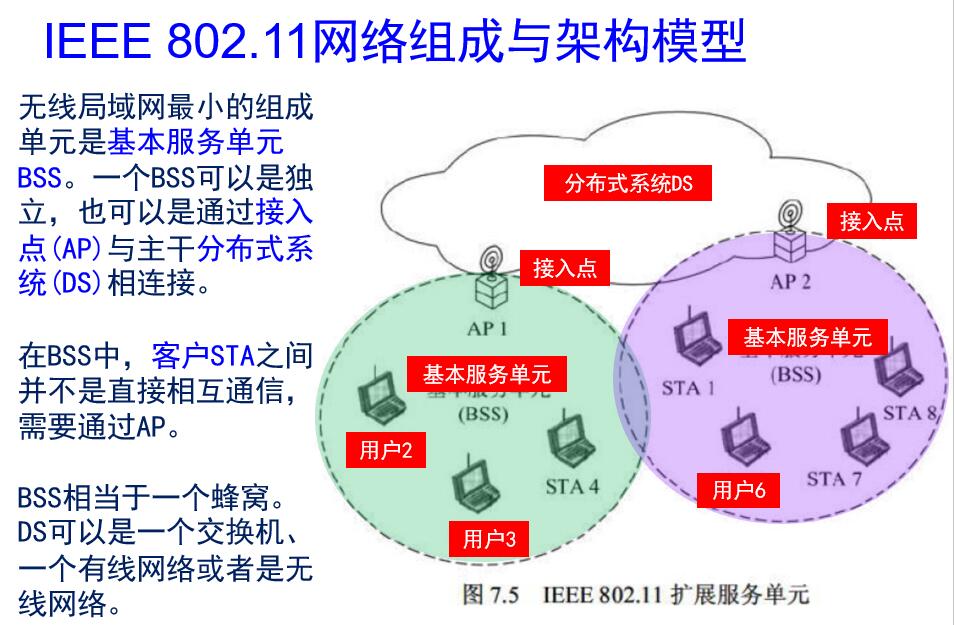 IEEE 802.11网络组成与架构模型
无线局域网最小的组成
单元是基本服务单元
BSS。一个BSS可以是独
立，也可以是通过接入
点(AP)与主干分布式系
统(DS)相连接。
在BSS中，客户STA之间
并不是直接相互通信，
需要通过AP。
BSS相当于一个蜂窝。
DS可以是一个交换机、
一个有线网络或者是无
线网络。
分布式系统DS
接入点
接入点
AP 1
AP 2
基本服务单元
(BSS)
基本服务单元
(BSS)
用户2
STA 4
用户3
STA 1
STA 8
用户6
STA 7
图 7.5 IEEE 802.11 扩展服务单元